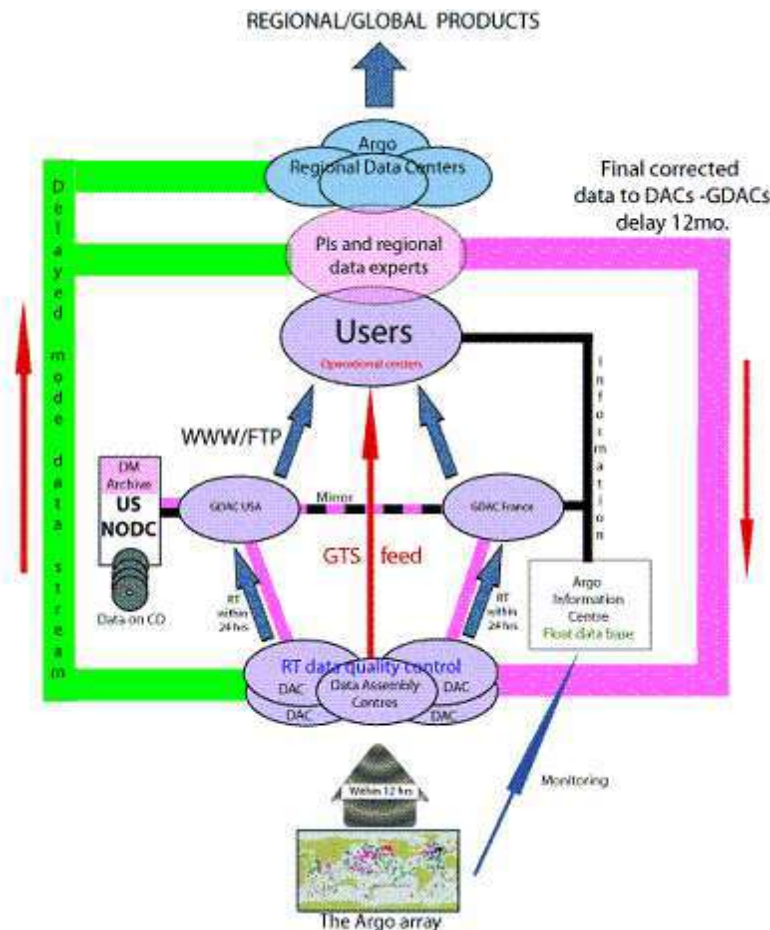 REGIONAL/GLOBAL PRODUCTS
Argo
Regional Data Centers
Final corrected
data to DACs -GDACs
delay 12mo.
PIs and regional
data experts
Users
Operational centers
Delayed mode data stream
Information
WWW/FTP
DM
Archive
US
NODC
Data on CD
GDAC USA
Minor
GDAC France
GTS feed
RT
within
24 hrs
RT
within
24 hrs
Argo
Information
Centre
Float data base
RT data quality control
DAC
Data Assembly
Centres
DAC
DAC
DAC
Within 12 hrs
Monitoring
The Argo array